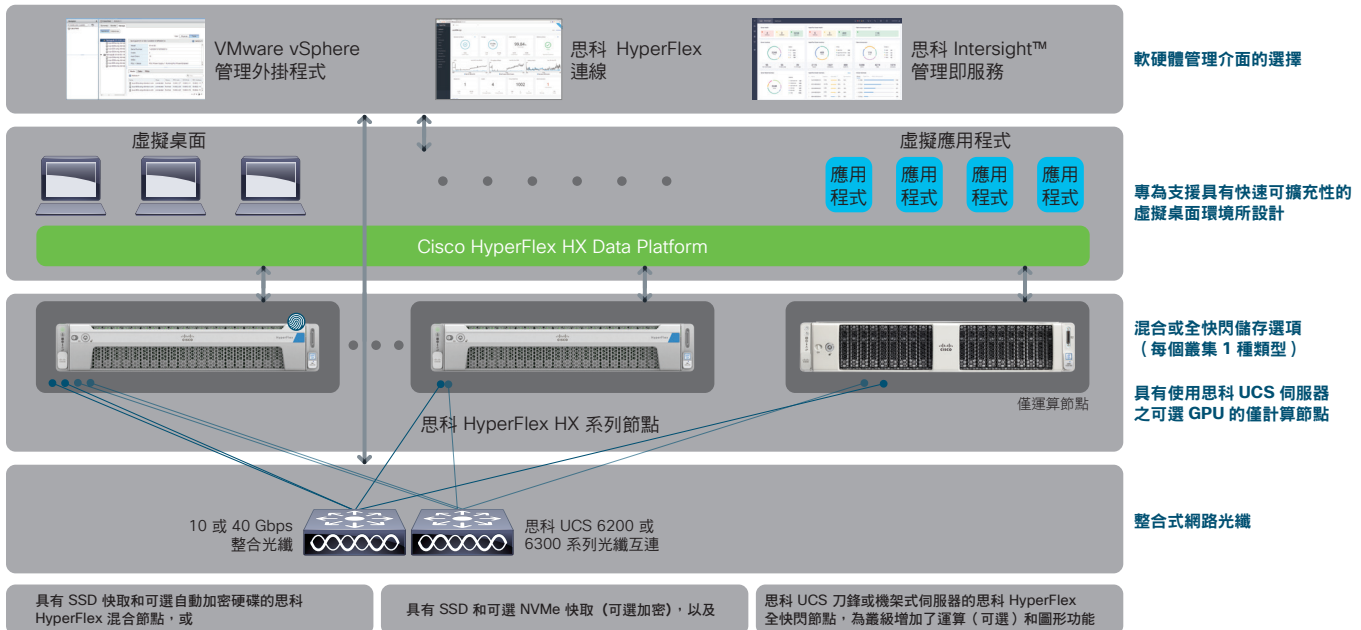 VMware vSphere
管理外掛程式
思科 HyperFlex
連線
思科 Intersight™
管理即服務
軟硬體管理介面的選擇
虛擬桌面
虛擬應用程式
應用
程式
應用
程式
應用
程式
應用
程式
專為支援具有快速可擴充性的
虛擬桌面環境所設計
Cisco HyperFlex HX Data Platform
混合或全快閃儲存選項
（每個叢集 1 種類型）
具有使用思科 UCS 伺服器
之可選 GPU 的僅計算節點
僅運算節點
思科 HyperFlex HX 系列節點
10 或 40 Gbps
整合光纖
思科 UCS 6200 或
6300 系列光纖互連
整合式網路光纖
具有 SSD 快取和可選自動加密硬碟的思科
HyperFlex 混合節點，或
具有 SSD 和可選 NVMe 快取（可選加密），以及
思科 UCS 刀鋒或機架式伺服器的思科 HyperFlex
全快閃節點，為叢級增加了運算（可選）和圖形功能